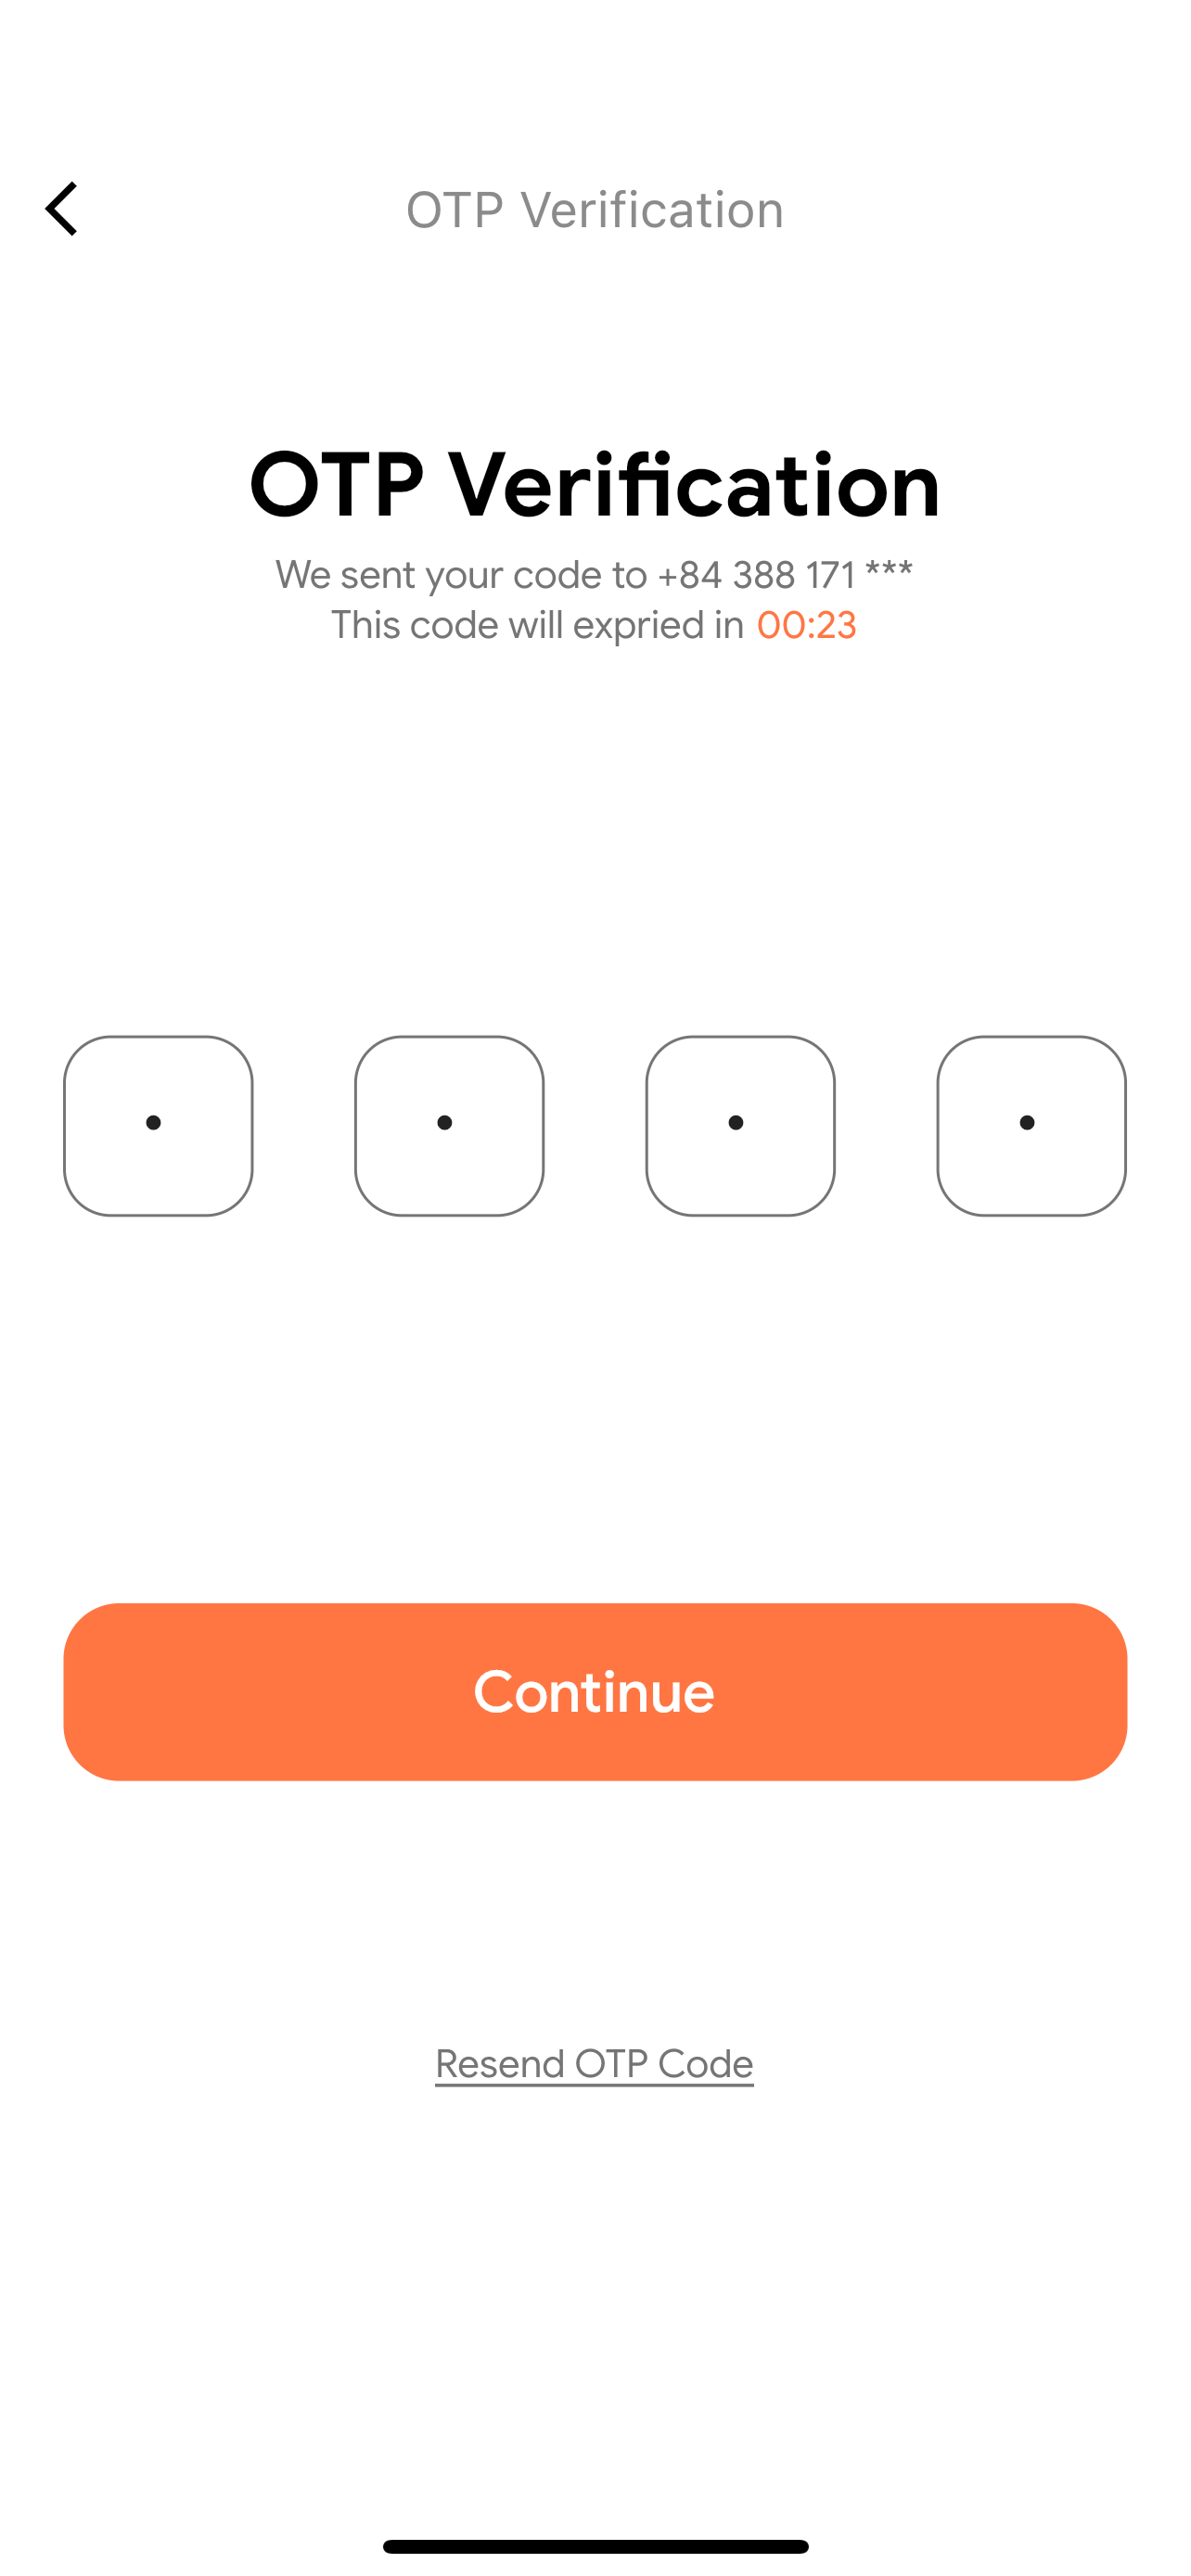 OTP Verification
OTP Verification
We sent your code to +84 388 171 ***
This code will expried in 00:23
Continue
Resend OTP Code